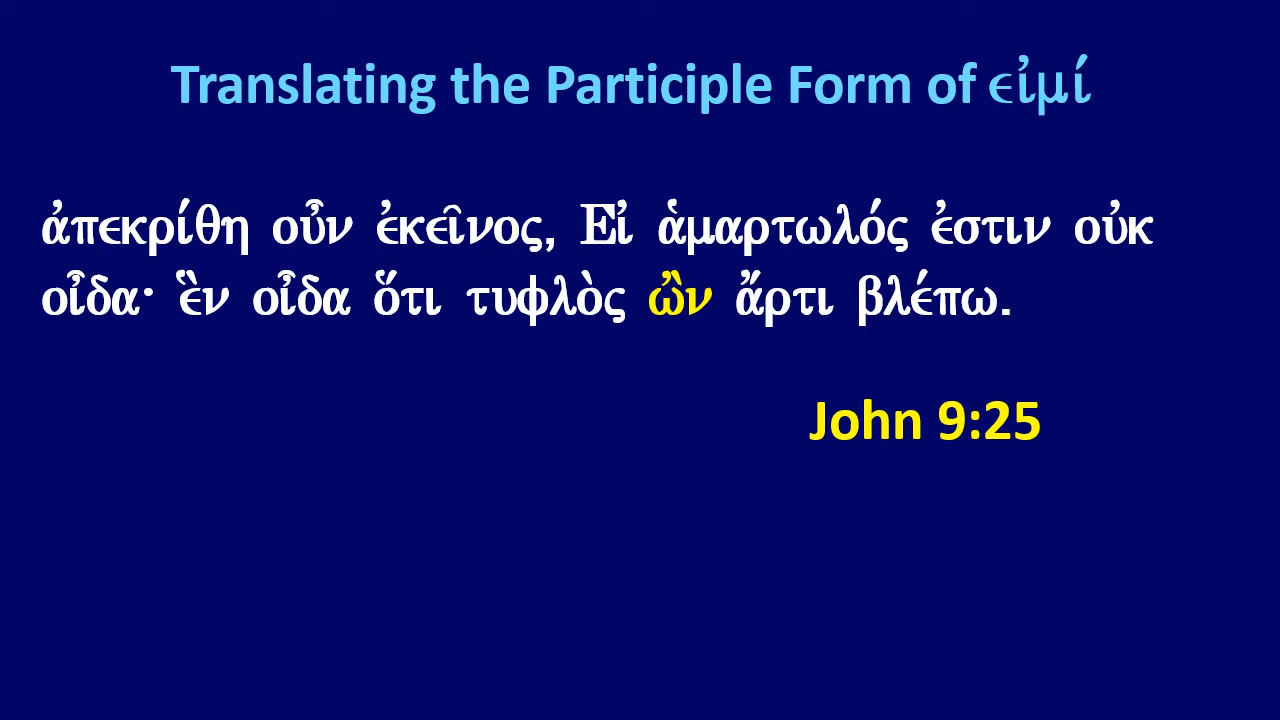 Translating the Participle Form of εἰμί
ἀπεκρίθη οὖν ἐκεῖνος, Εἰ ἁμαρτωλός ἐστιν οὐκ
οἶδα· ἓν οἶδα ὅτι τυφλὸς ὢν ἄρτι βλέπω.
John 9:25